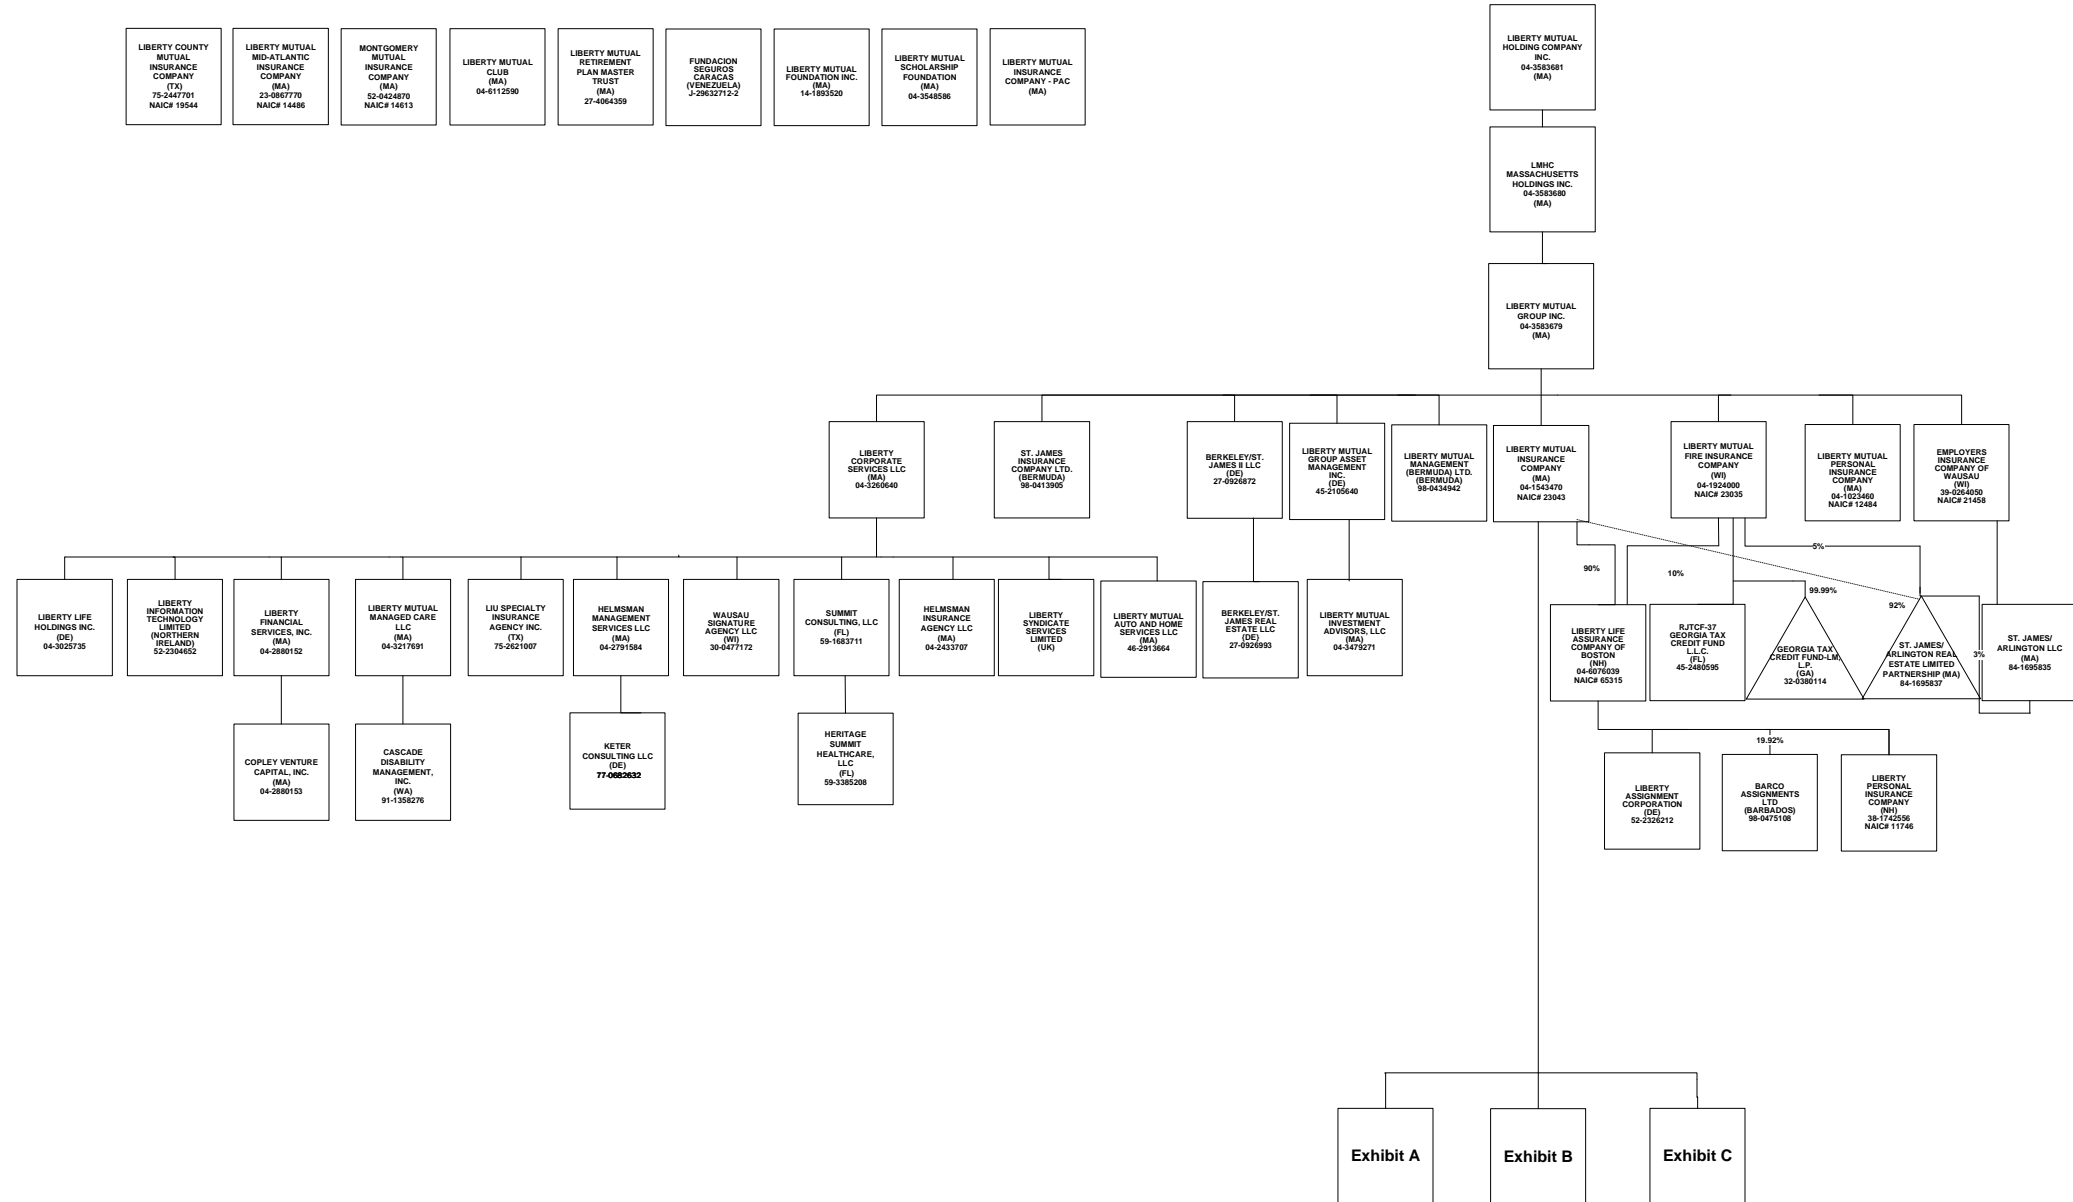 LIBERTY COUNTY
MUTUAL
INSURANCE
COMPANY
(TX)
75-2447701
NAIC# 19544
LIBERTY MUTUAL
MID-ATLANTIC
INSURANCE
COMPANY
(MA)
23-0867770
NAIC# 14486
MONTGOMERY
MUTUAL
INSURANCE
COMPANY
(MA)
52-0424870
NAIC# 14613
LIBERTY MUTUAL
CLUB
(MA)
04-6112590
LIBERTY MUTUAL
RETIREMENT
PLAN MASTER
TRUST
(MA)
27-4064359
FUNDACION
SEGUROS
CARACAS
(VENEZUELA)
J-29632712-2
LIBERTY MUTUAL
FOUNDATION INC.
(MA)
14-1893520
LIBERTY MUTUAL
SCHOLARSHIP
FOUNDATION
(MA)
04-3548586
LIBERTY MUTUAL
INSURANCE
COMPANY - PAC
(MA)
LIBERTY MUTUAL
HOLDING COMPANY
INC.
04-3583681
(MA)
LMHC
MASSACHUSETTS
HOLDINGS INC.
04-3583680
(MA)
LIBERTY MUTUAL
GROUP INC.
04-3583679
(MA)
LIBERTY
CORPORATE
SERVICES LLC
(MA)
04-3260640
ST. JAMES
INSURANCE
COMPANY LTD.
(BERMUDA)
98-0413905
BERKELEY/ST.
JAMES II LLC
(DE)
27-0926872
LIBERTY MUTUAL
GROUP ASSET
MANAGEMENT
INC.
(DE)
45-2105640
LIBERTY MUTUAL
MANAGEMENT
(BERMUDA) LTD.
(BERMUDA)
98-0434942
LIBERTY MUTUAL
INSURANCE
COMPANY
(MA)
04-1543470
NAIC# 23043
LIBERTY MUTUAL
FIRE INSURANCE
COMPANY
(WI)
04-1924000
NAIC# 23035
LIBERTY MUTUAL
PERSONAL
INSURANCE
COMPANY
(MA)
04-1023460
NAIC# 12484
EMPLOYERS
INSURANCE
COMPANY OF
WAUSAU
(WI)
39-0264050
NAIC# 21458
5%
90%
10%
99.99%
92%
3%
LIBERTY LIFE
HOLDINGS INC.
(DE)
04-3025735
LIBERTY
INFORMATION
TECHNOLOGY
LIMITED
(NORTHERN
IRELAND)
52-2304652
LIBERTY
FINANCIAL
SERVICES, INC.
(MA)
04-2880152
LIBERTY MUTUAL
MANAGED CARE
LLC
(MA)
04-3217691
LIU SPECIALTY
INSURANCE
AGENCY INC.
(TX)
75-2621007
HELMSMAN
MANAGEMENT
SERVICES LLC
(MA)
04-2791584
WAUSAU
SIGNATURE
AGENCY LLC
(WI)
30-0477172
SUMMIT
CONSULTING, LLC
(FL)
59-1683711
HELMSMAN
INSURANCE
AGENCY LLC
(MA)
04-2433707
LIBERTY
SYNDICATE
SERVICES
LIMITED
(UK)
LIBERTY MUTUAL
AUTO AND HOME
SERVICES LLC
(MA)
46-2913664
BERKELEY/ST.
JAMES REAL
ESTATE LLC
(DE)
27-0926993
LIBERTY MUTUAL
INVESTMENT
ADVISORS, LLC
(MA)
04-3479271
LIBERTY LIFE
ASSURANCE
COMPANY OF
BOSTON
(NH)
04-6076039
NAIC# 65315
RJTCF-37
GEORGIA TAX
CREDIT FUND
L.L.C.
(FL)
45-2480595
GEORGIA TAX
CREDIT FUND-LM,
L.P.
(GA)
32-0380114
ST. JAMES/
ARLINGTON REAL
ESTATE LIMITED
PARTNERSHIP (MA)
84-1695837
ST. JAMES/
ARLINGTON LLC
(MA)
84-1695835
COPLEY VENTURE
CAPITAL, INC.
(MA)
04-2880153
CASCADE
DISABILITY
MANAGEMENT,
INC.
(WA)
91-1358276
KETER
CONSULTING LLC
(DE)
77-0682632
HERITAGE
SUMMIT
HEALTHCARE,
LLC
(FL)
59-3385208
19.92%
LIBERTY
ASSIGNMENT
CORPORATION
(DE)
52-2326212
BARCO
ASSIGNMENTS
LTD
(BARBADOS)
98-0475108
LIBERTY
PERSONAL
INSURANCE
COMPANY
(NH)
38-1742556
NAIC# 11746
Exhibit A
Exhibit B
Exhibit C